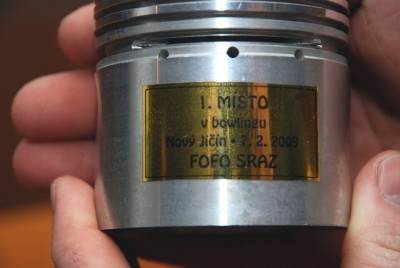 1. MÍSTO
v bowlingu
Nový Jičín • 7. 2. 2009
FOFO SRAZ